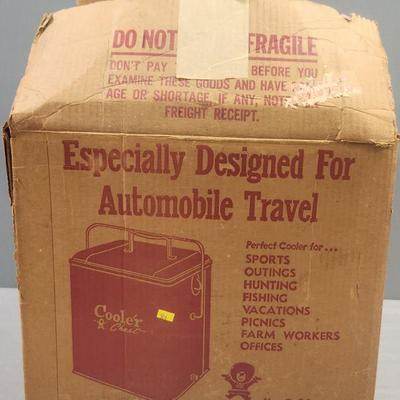 DO NOT FRAGILE
DON'T PAY BEFORE YOU
EXAMINE THESE GOODS AND HAVE
AGE OR SHORTAGE, IF ANY, NOT
FREIGHT RECEIPT.
Especially Designed For
Automobile Travel
Perfect Cooler for...
SPORTS
OUTINGS
HUNTING
FISHING
VACATIONS
PICNICS
FARM WORKERS
OFFICES
Cooler
Chest